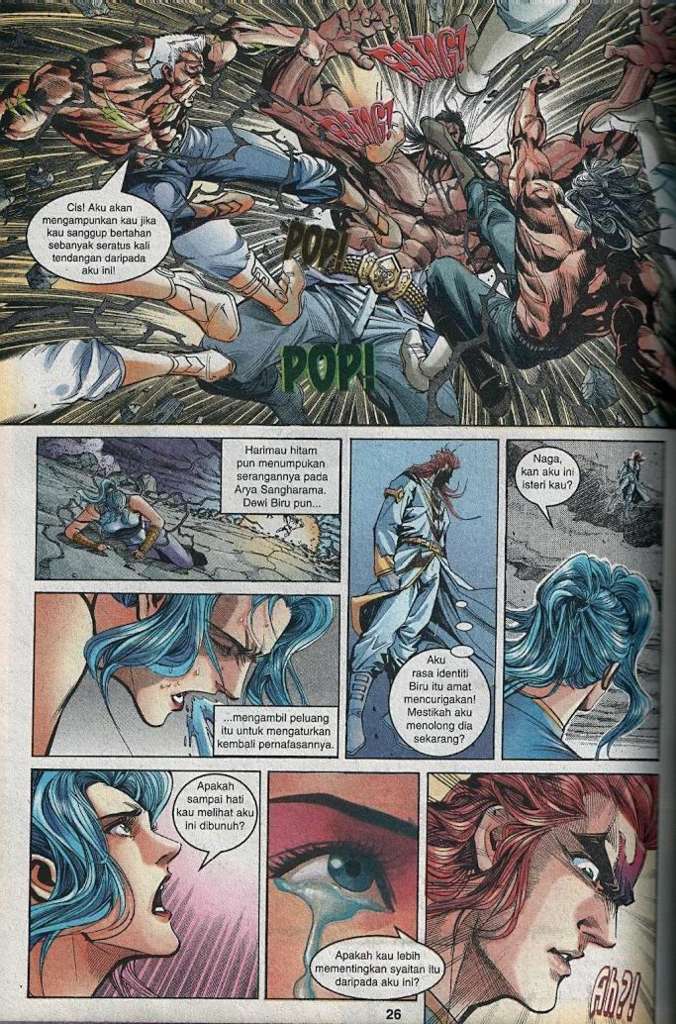 BANG!
BANG!
Cis! Aku akan
mengampunkan kau jika
kau sanggup bertahan
sebanyak seratus kali
tendangan daripada
aku ini!
POP!
POP!
Harimau hitam
pun menumpukan
serangannya pada
Arya Sangharama.
Dewi Biru pun...
...mengambil peluang
itu untuk mengaturkan
kembali pernafasannya.
Aku
rasa identiti
Biru itu amat
mencurigakan!
Mestikah aku
menolong dia
sekarang?
Naga,
kan aku ini
isteri kau?
Apakah
sampai hati
kau melihat aku
ini dibunuh?
Apakah kau lebih
mementingkan syaitan itu
daripada aku ini?
Ah?!
26